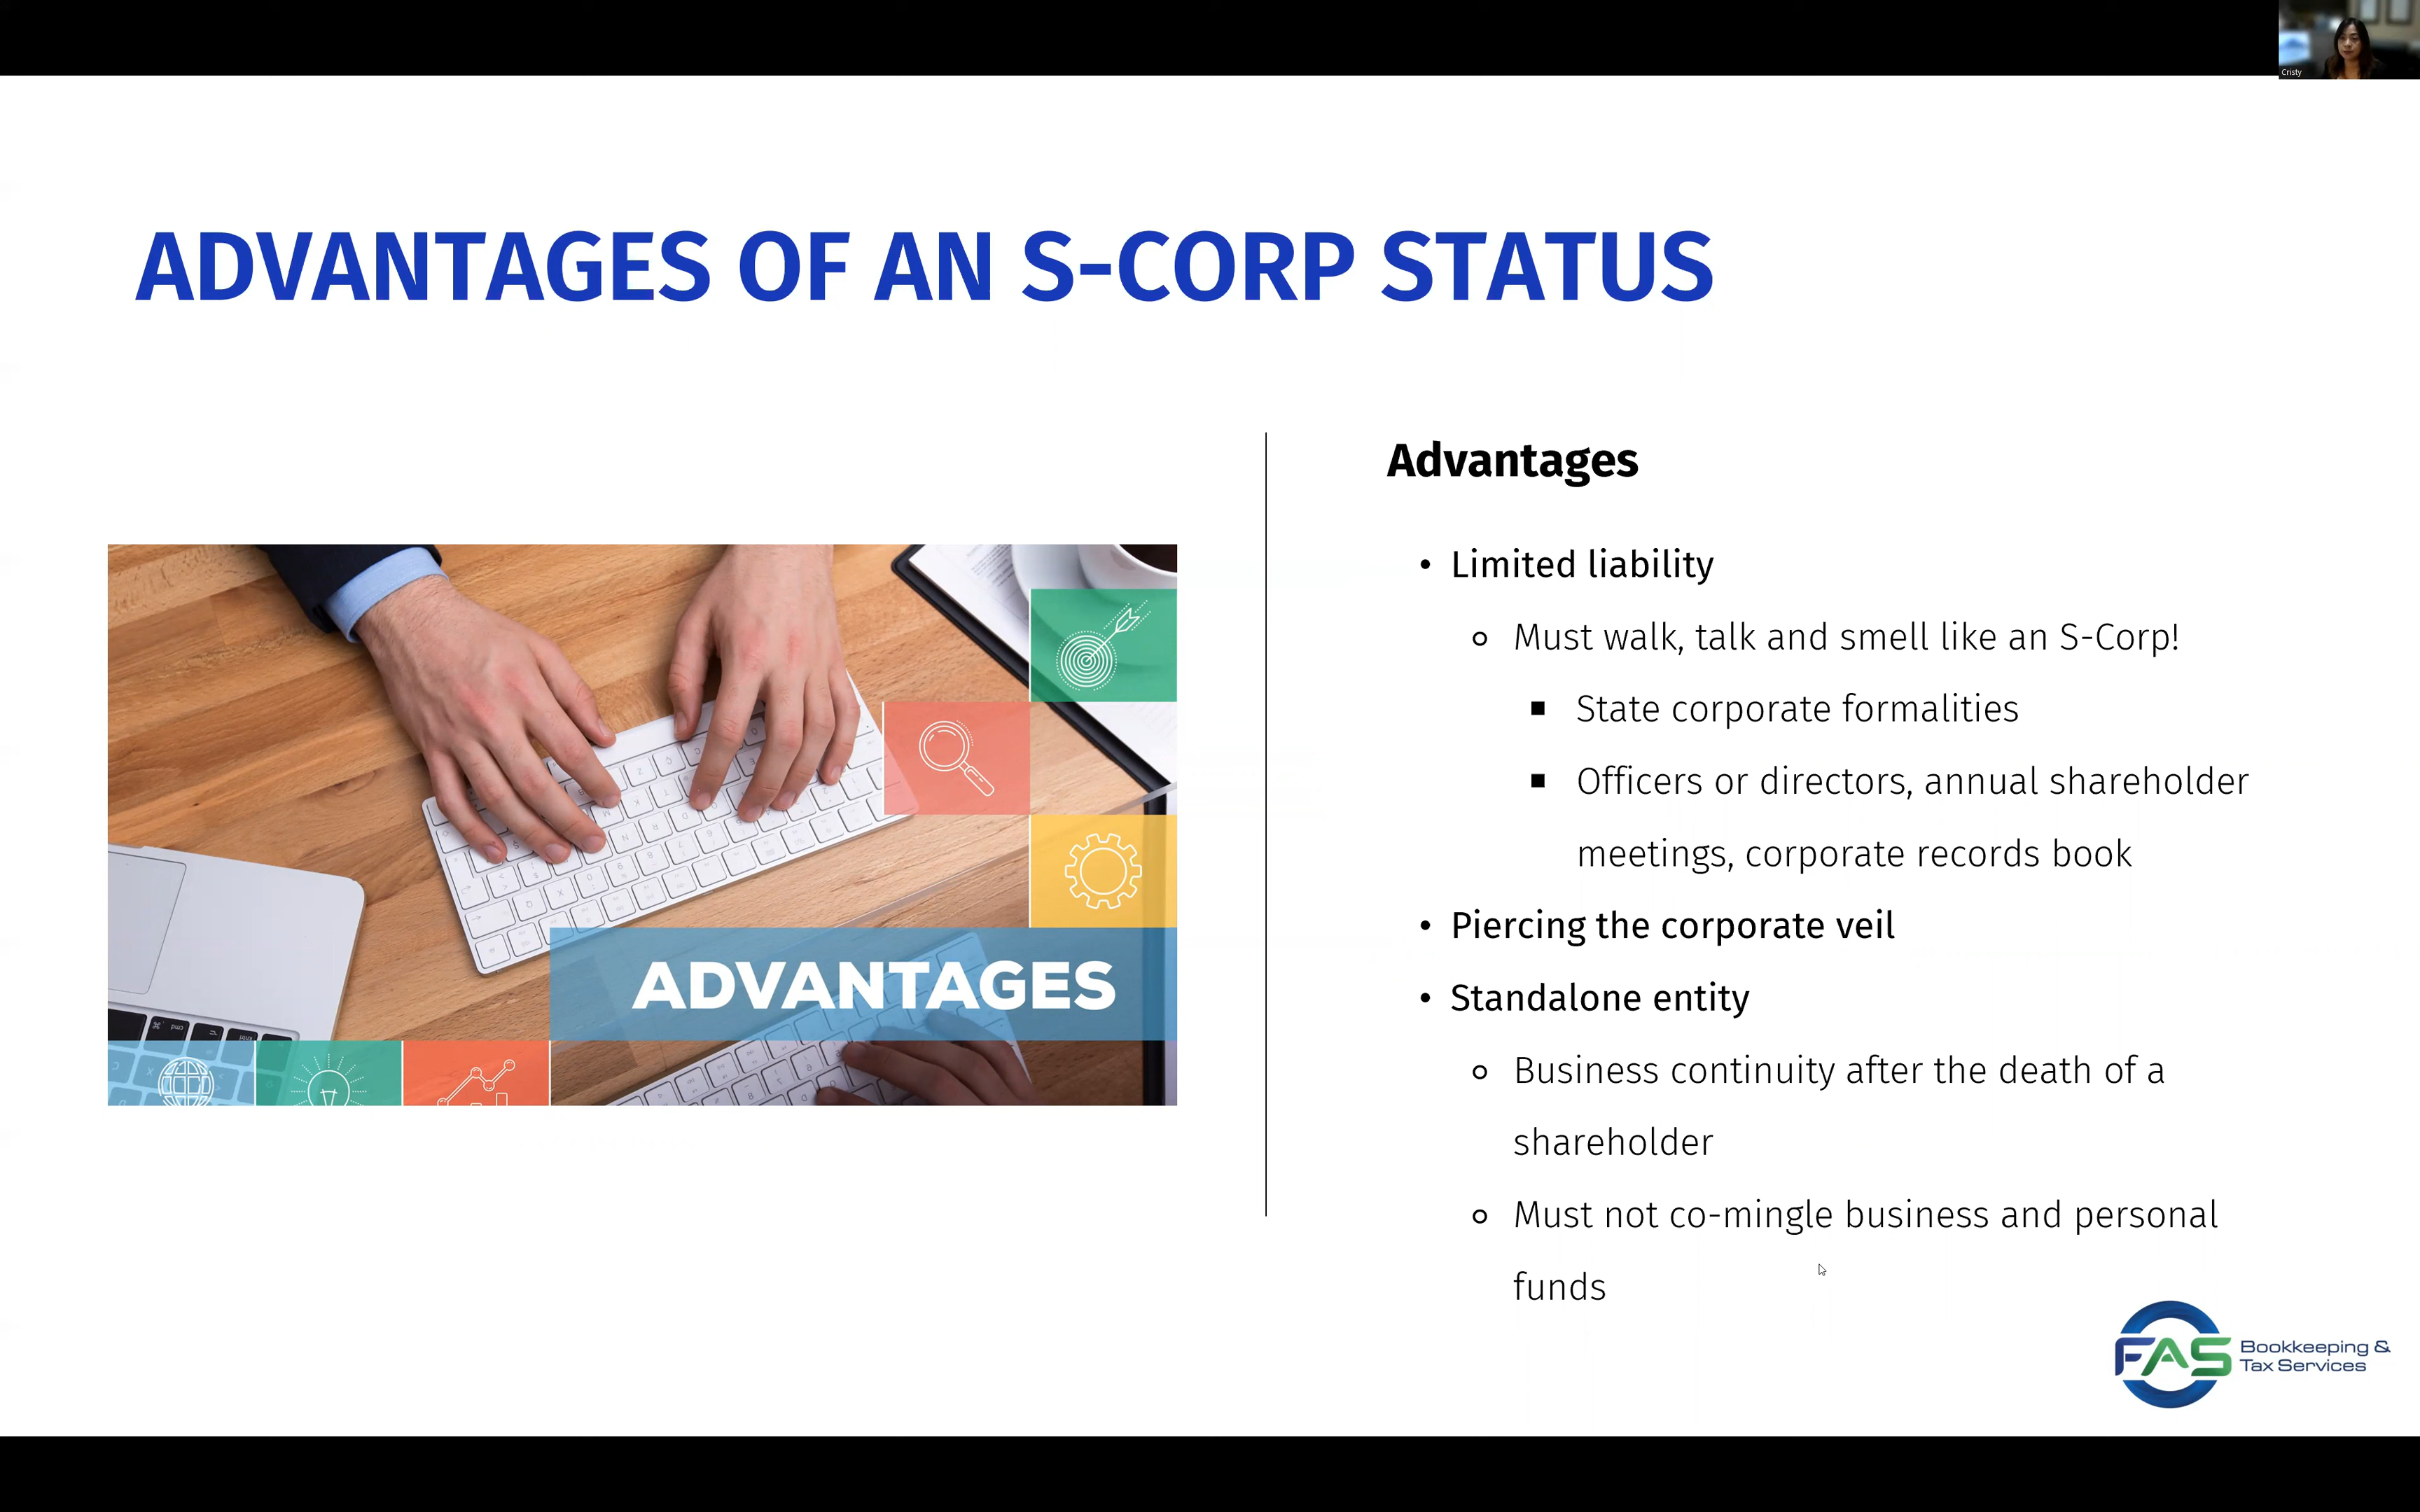 Cristy
ADVANTAGES OF AN S-CORP STATUS
Advantages
• Limited liability
Must walk, talk and smell like an S-Corp!
▪ State corporate formalities
▪ Officers or directors, annual shareholder
meetings, corporate records book
• Piercing the corporate veil
• Standalone entity
Business continuity after the death of a
shareholder
Must not co-mingle business and personal
funds
ADVANTAGES
FAS Bookkeeping &
Tax Services